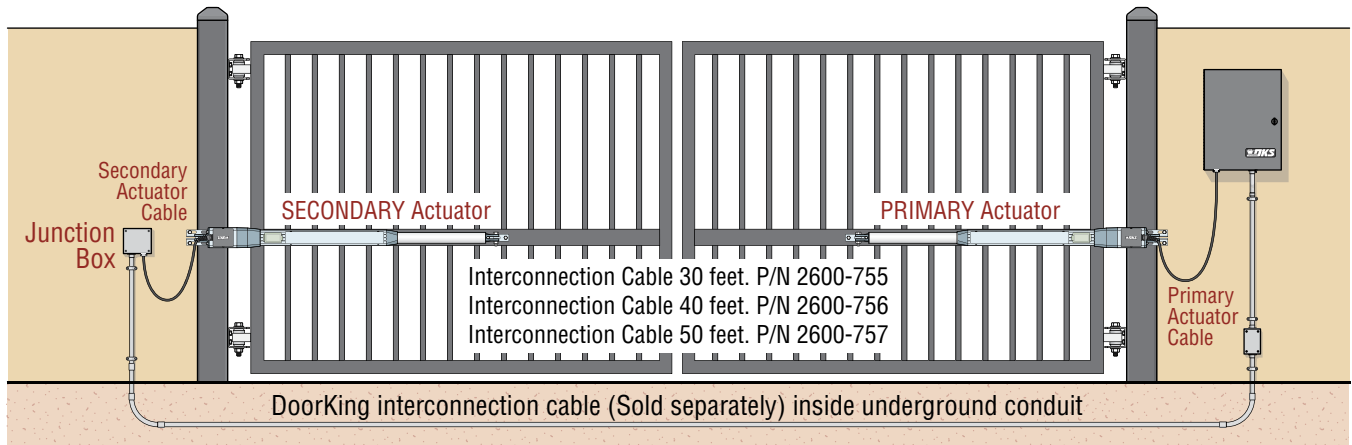 DKS
Secondary
Actuator
Cable
Junction
Box
SECONDARY Actuator
PRIMARY Actuator
Interconnection Cable 30 feet. P/N 2600-755
Interconnection Cable 40 feet. P/N 2600-756
Interconnection Cable 50 feet. P/N 2600-757
Primary
Actuator
Cable
DoorKing interconnection cable (Sold separately) inside underground conduit